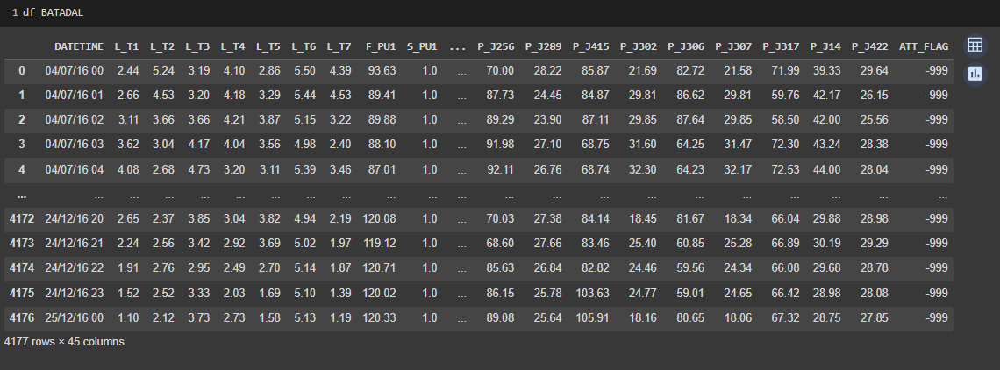 1 df_BATADAL
DATETIME L_T1 L_T2 L_T3 L_T4 L_T5 L_T6 L_T7 F_PU1 S_PU1 ... P_J256 P_J289 P_J415 P_J302 P_J306 P_J307 P_J317 P_J14 P_J422 ATT_FLAG
0 04/07/16 00 2.44 5.24 3.19 4.10 2.86 5.50 4.39 93.63 1.0 ... 70.00 28.22 85.87 21.69 82.72 21.58 71.99 39.33 29.64 -999
1 04/07/16 01 2.66 4.53 3.20 4.18 3.29 5.44 4.53 89.41 1.0 ... 87.73 24.45 84.87 29.81 86.62 29.81 59.76 42.17 26.15 -999
2 04/07/16 02 3.11 3.66 3.66 4.21 3.87 5.15 3.22 89.88 1.0 ... 89.29 23.90 87.11 29.85 87.64 29.85 58.50 42.00 25.56 -999
3 04/07/16 03 3.62 3.04 4.17 4.04 3.56 4.98 2.40 88.10 1.0 ... 91.98 27.10 68.75 31.60 64.25 31.47 72.30 43.24 28.38 -999
4 04/07/16 04 4.08 2.68 4.73 3.20 3.11 5.39 3.46 87.01 1.0 ... 92.11 26.76 68.74 32.30 64.23 32.17 72.53 44.00 28.04 -999
... ... ... ... ... ... ... ... ... ... ... ... ... ... ... ... ... ... ... ... ... ...
4172 24/12/16 20 2.65 2.37 3.85 3.04 3.82 4.94 2.19 120.08 1.0 ... 70.03 27.38 84.14 18.45 81.67 18.34 66.04 29.88 28.98 -999
4173 24/12/16 21 2.24 2.56 3.42 2.92 3.69 5.02 1.97 119.12 1.0 ... 68.60 27.66 83.46 25.40 60.85 25.28 66.89 30.19 29.29 -999
4174 24/12/16 22 1.91 2.76 2.95 2.49 2.70 5.14 1.87 120.71 1.0 ... 85.63 26.84 82.82 24.46 59.56 24.34 66.08 29.68 28.78 -999
4175 24/12/16 23 1.52 2.52 3.33 2.03 1.69 5.10 1.39 120.02 1.0 ... 86.15 25.78 103.63 24.77 59.01 24.65 66.42 28.98 28.08 -999
4176 25/12/16 00 1.10 2.12 3.73 2.73 1.58 5.13 1.19 120.33 1.0 ... 89.08 25.64 105.91 18.16 80.65 18.06 67.32 28.75 27.85 -999
4177 rows × 45 columns